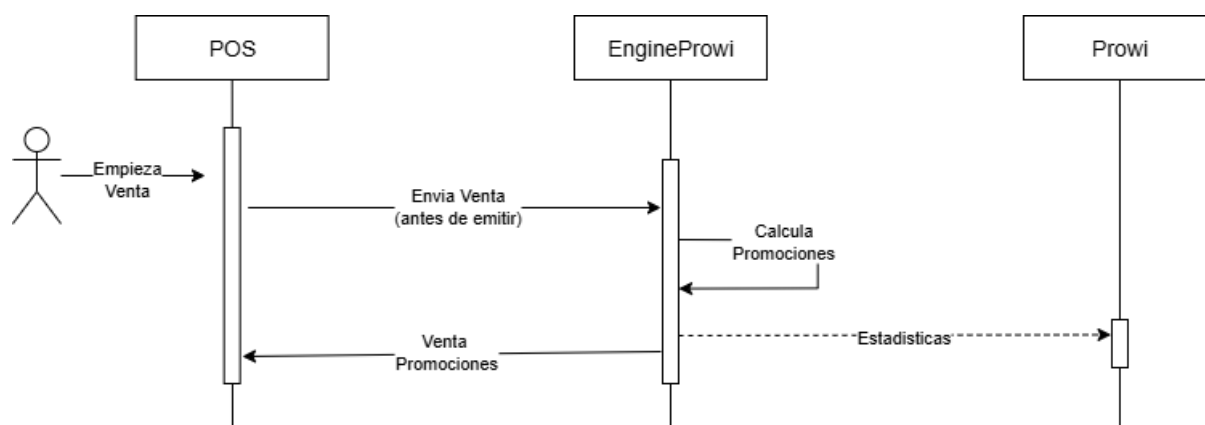 POS
EngineProwi
Prowi
Empieza
Venta
Envia Venta
(antes de emitir)
Calcula
Promociones
Estadisticas
Venta
Promociones